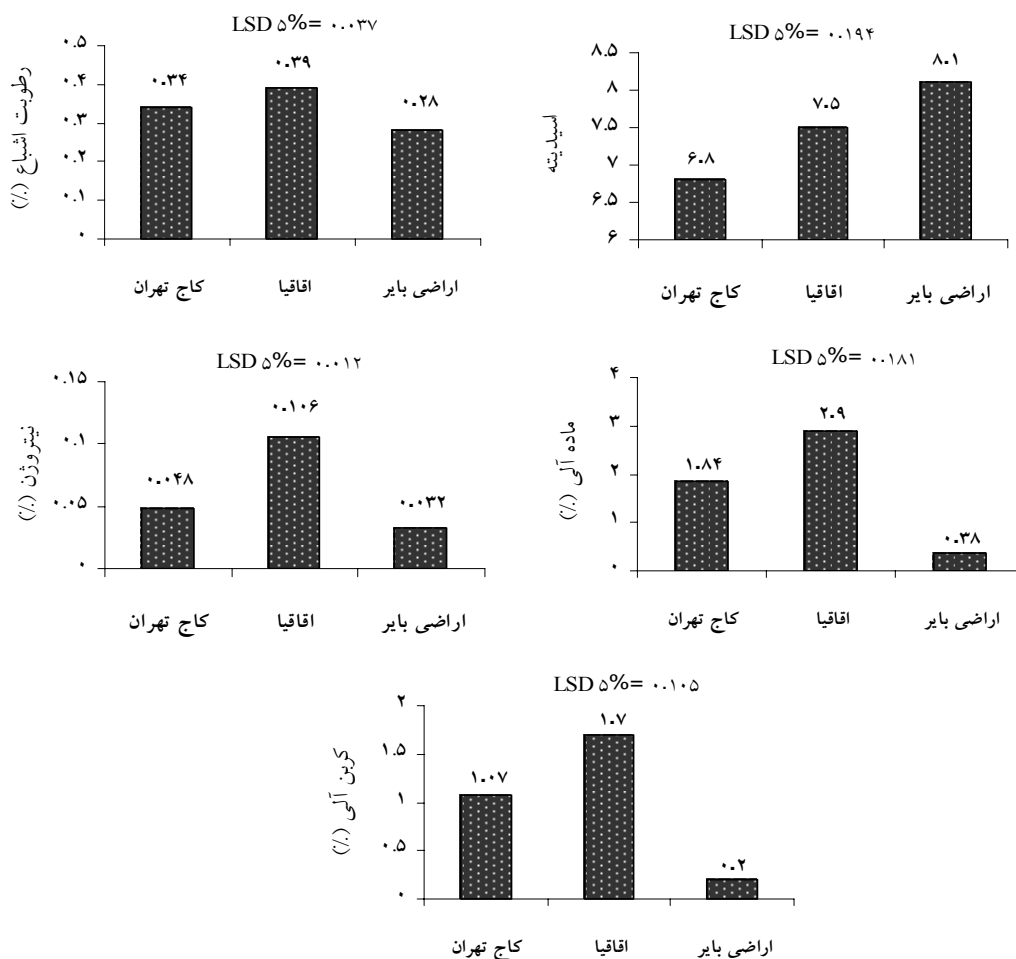 LSD ۵%= ۰.۰۳۷
رطوبت اشباع (٪)
۰.۵
۰.۴
۰.۳
۰.۲
۰.۱
۰
۰.۳۴
۰.۳۹
۰.۲۸
کاج تهران
اقاقیا
اراضی بایر
LSD ۵%= ۰.۱۹۴
اسیدیته
۸.۵
۸
۷.۵
۷
۶.۵
۶
۶.۸
۷.۵
۸.۱
کاج تهران
اقاقیا
اراضی بایر
LSD ۵%= ۰.۰۱۲
نیتروژن (٪)
۰.۱۵
۰.۱
۰.۰۵
۰
۰.۰۴۸
۰.۱۰۶
۰.۰۳۲
کاج تهران
اقاقیا
اراضی بایر
LSD ۵%= ۰.۱۸۱
ماده آلی (٪)
۴
۳
۲
۱
۰
۱.۸۴
۲.۹
۰.۳۸
کاج تهران
اقاقیا
اراضی بایر
LSD ۵%= ۰.۱۰۵
کربن آلی (٪)
۲
۱.۵
۱
۰.۵
۰
۱.۰۷
۱.۷
۰.۲
کاج تهران
اقاقیا
اراضی بایر